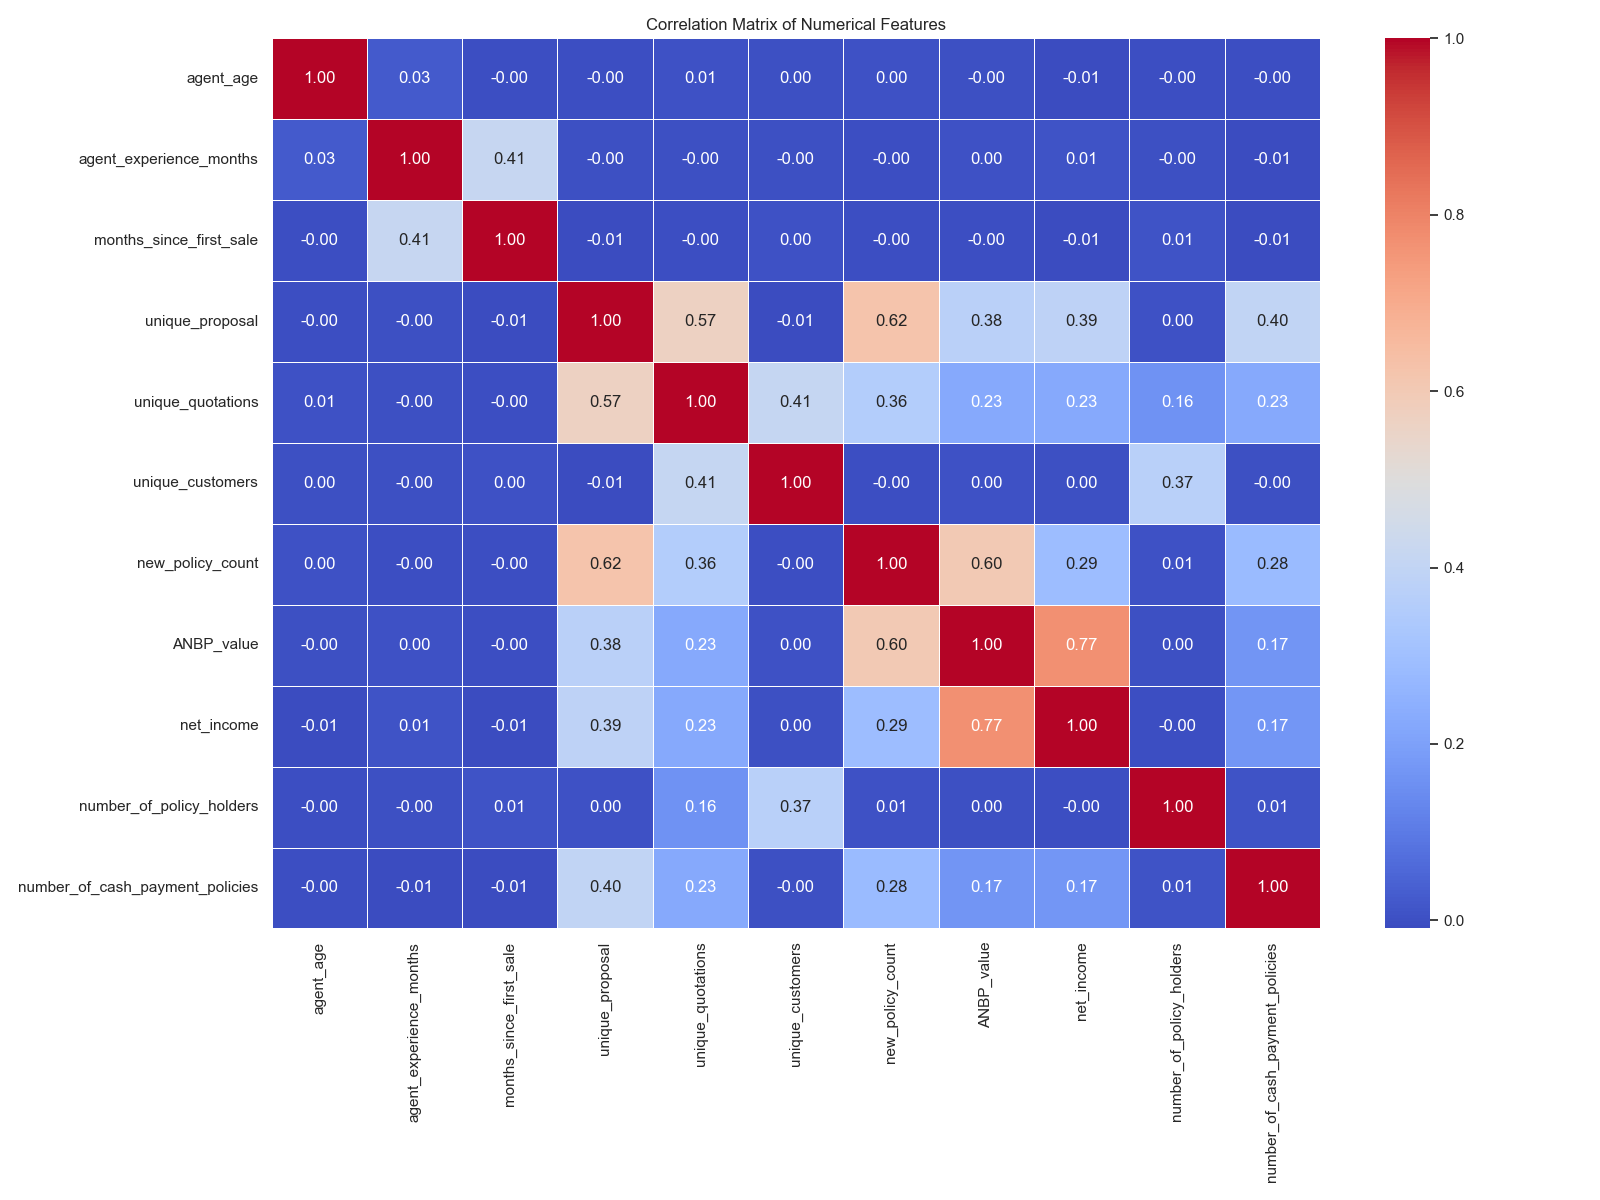 Correlation Matrix of Numerical Features
agent_age 1.00 0.03 -0.00 -0.00 0.01 0.00 0.00 -0.00 -0.01 -0.00 -0.00
agent_experience_months 0.03 1.00 0.41 -0.00 -0.00 -0.00 -0.00 0.00 0.01 -0.00 -0.01
months_since_first_sale -0.00 0.41 1.00 -0.01 -0.00 0.00 -0.00 -0.00 -0.01 0.01 -0.01
unique_proposal -0.00 -0.00 -0.01 1.00 0.57 -0.01 0.62 0.38 0.39 0.00 0.40
unique_quotations 0.01 -0.00 -0.00 0.57 1.00 0.41 0.36 0.23 0.23 0.16 0.23
unique_customers 0.00 -0.00 0.00 -0.01 0.41 1.00 -0.00 0.00 0.00 0.37 -0.00
new_policy_count 0.00 -0.00 -0.00 0.62 0.36 -0.00 1.00 0.60 0.29 0.01 0.28
ANBP_value -0.00 0.00 -0.00 0.38 0.23 0.00 0.60 1.00 0.77 0.00 0.17
net_income -0.01 0.01 -0.01 0.39 0.23 0.00 0.29 0.77 1.00 -0.00 0.17
number_of_policy_holders -0.00 -0.00 0.01 0.00 0.16 0.37 0.01 0.00 -0.00 1.00 0.01
number_of_cash_payment_policies -0.00 -0.01 -0.01 0.40 0.23 -0.00 0.28 0.17 0.17 0.01 1.00
agent_age
agent_experience_months
months_since_first_sale
unique_proposal
unique_quotations
unique_customers
new_policy_count
ANBP_value
net_income
number_of_policy_holders
number_of_cash_payment_policies
1.0
0.8
0.6
0.4
0.2
0.0